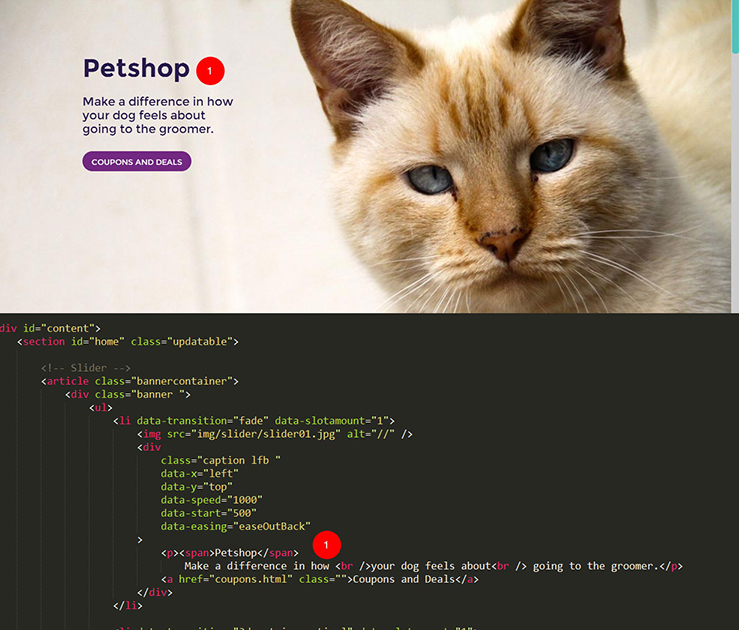 Petshop 1
Make a difference in how
your dog feels about
going to the groomer.
COUPONS AND DEALS
div id="content">
<section id="home" class="updatable">
<!-- Slider -->
<article class="bannercontainer">
<div class="banner ">
<ul>
<li data-transition="fade" data-slotamount="1">
<img src="img/slider/slider01.jpg" alt="//" />
<div
class="caption lfb "
data-x="left"
data-y="top"
data-speed="1000"
data-start="500"
data-easing="easeOutBack"
>
1
<p><span>Petshop</span>
Make a difference in how <br />your dog feels about<br /> going to the groomer.</p>
<a href="coupons.html" class="">Coupons and Deals</a>
</div>
</li>